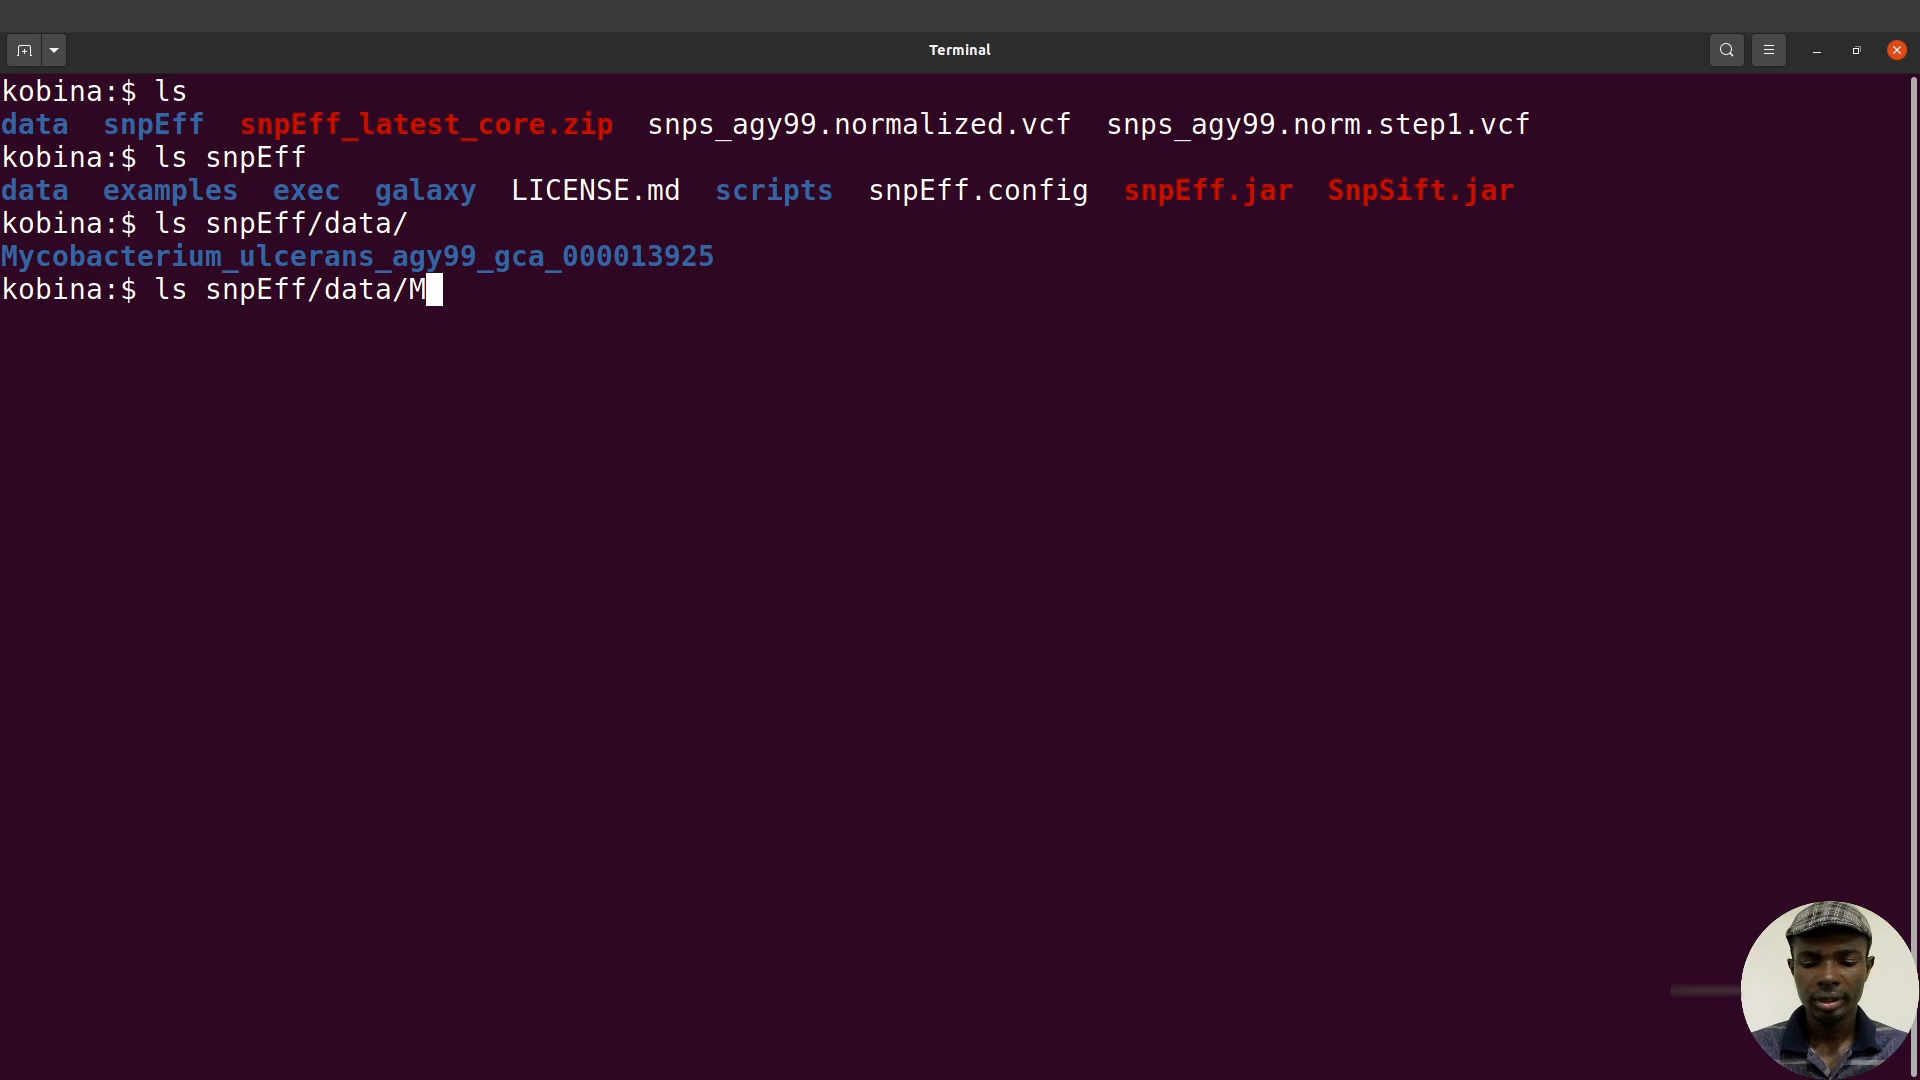 Terminal
kobina:$ ls
data  snpEff  snpEff_latest_core.zip  snps_agy99.normalized.vcf  snps_agy99.norm.step1.vcf
kobina:$ ls snpEff
data  examples  exec  galaxy  LICENSE.md  scripts  snpEff.config  snpEff.jar  SnpSift.jar
kobina:$ ls snpEff/data/
Mycobacterium_ulcerans_agy99_gca_000013925
kobina:$ ls snpEff/data/M